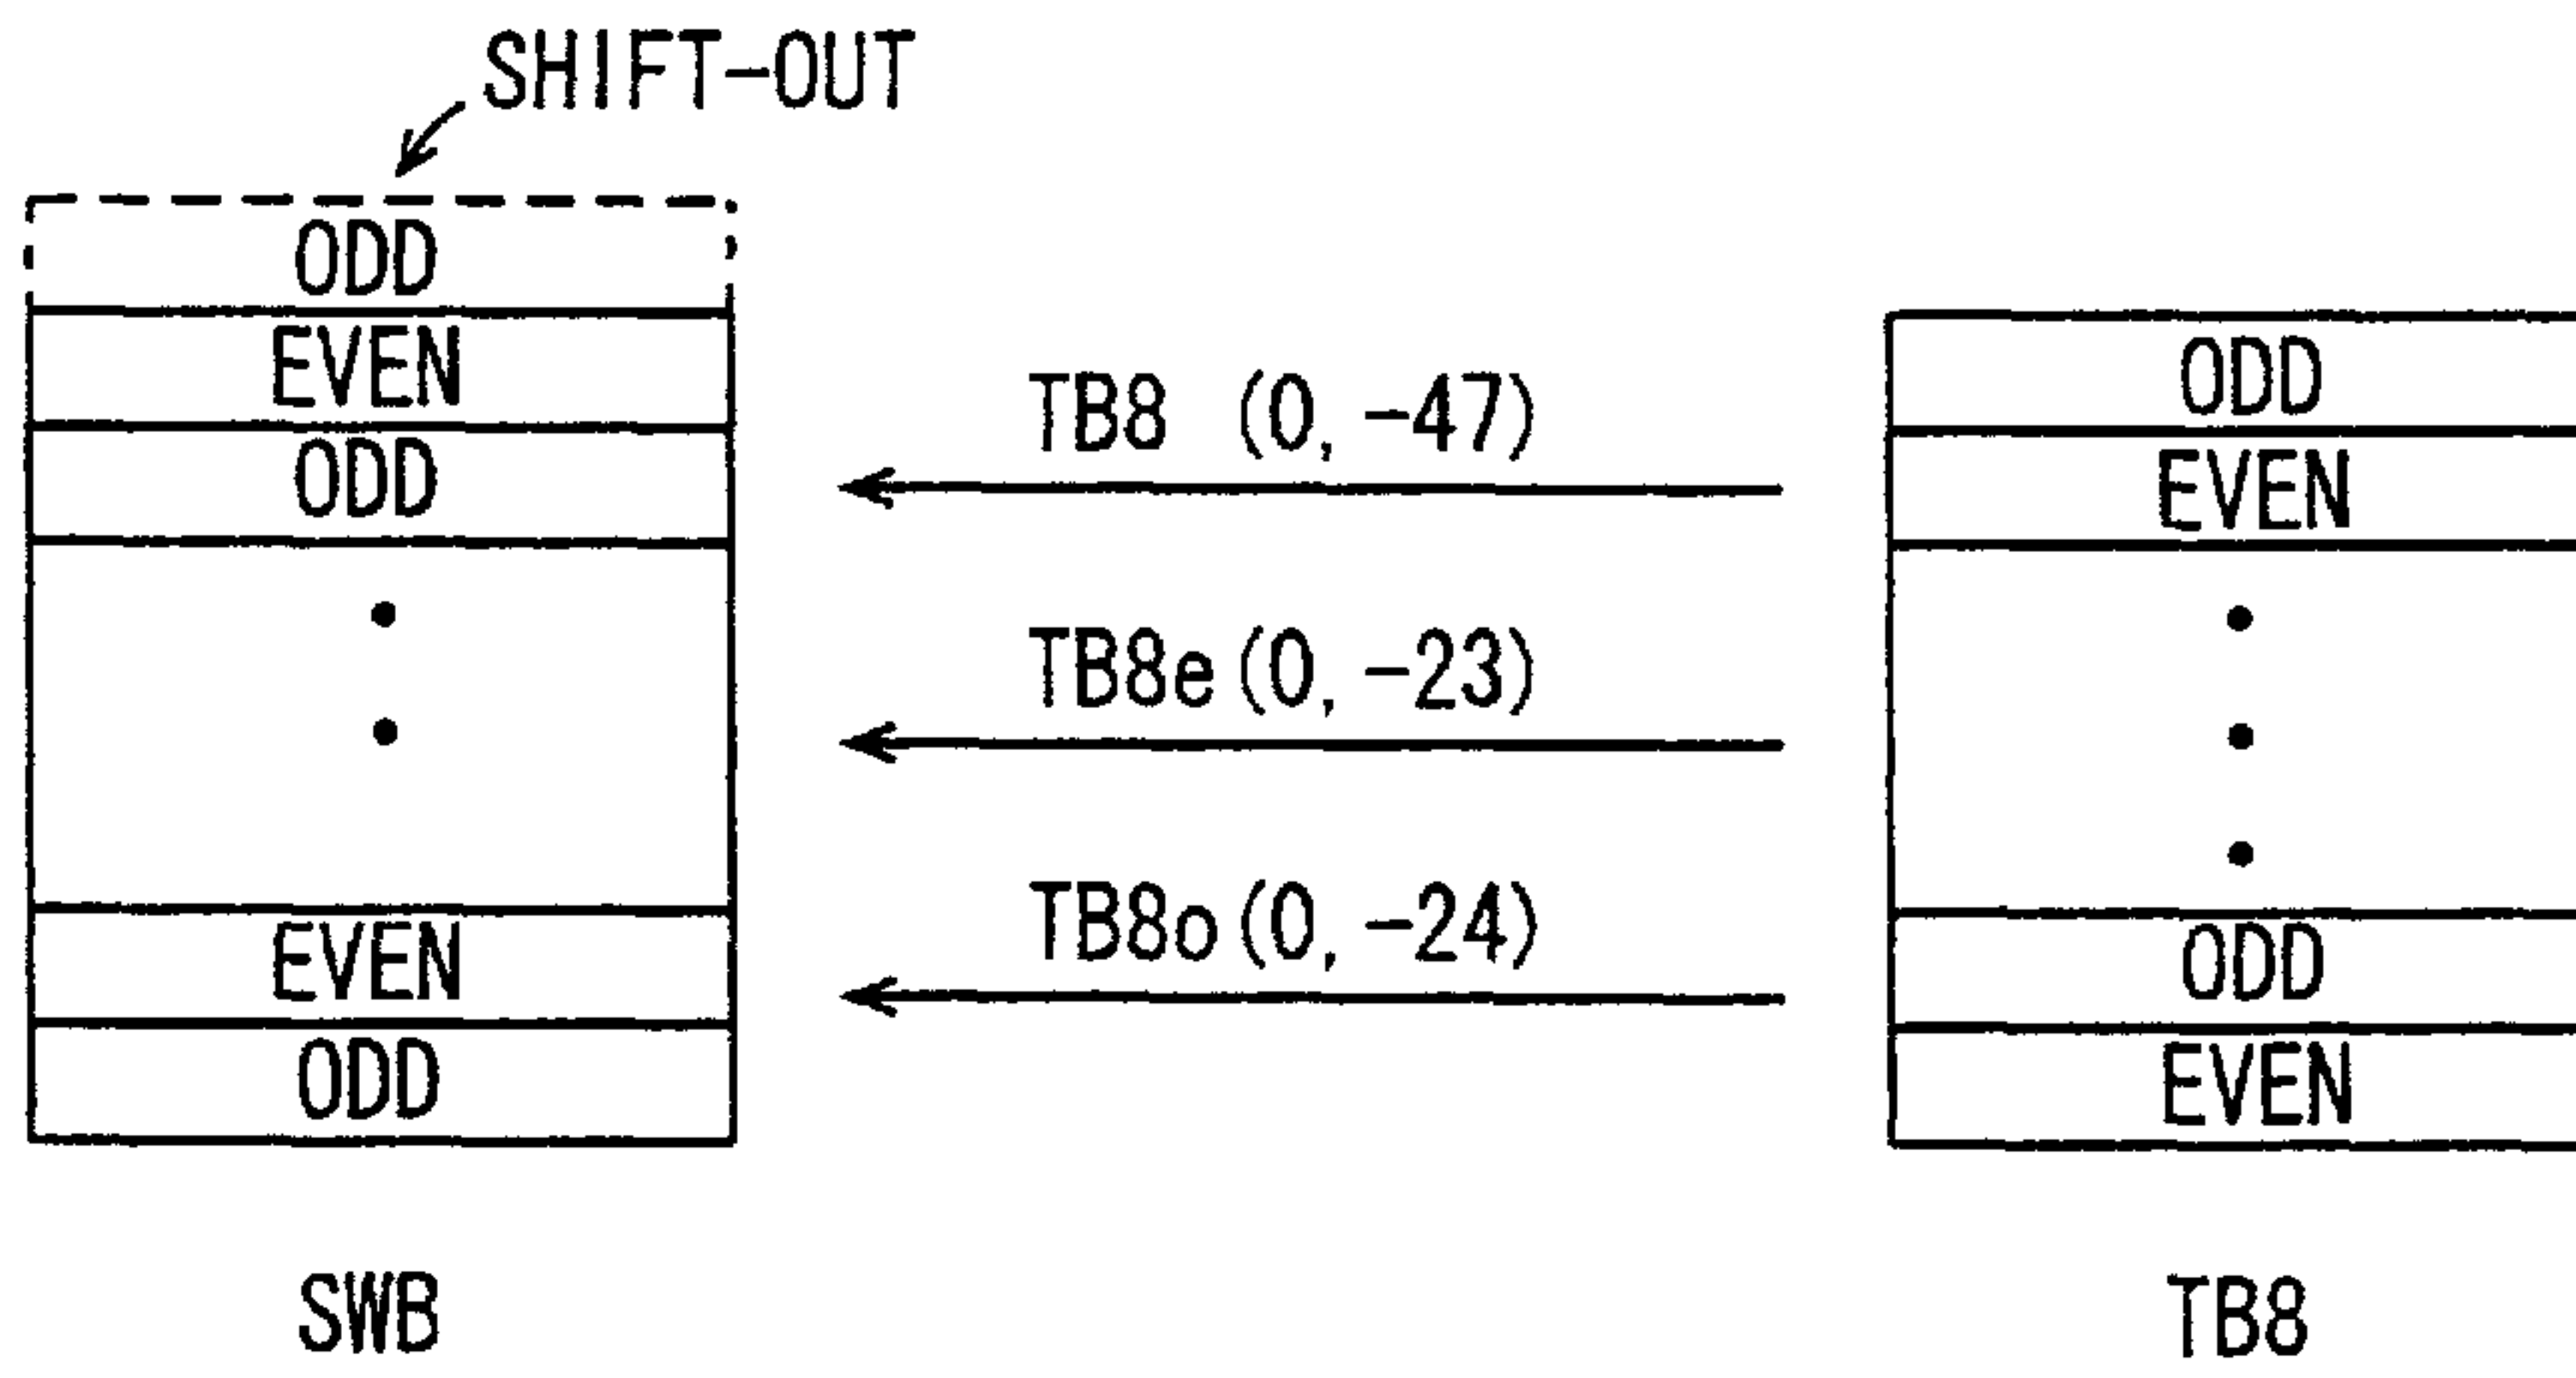 SHIFT-OUT
ODD
EVEN
ODD
EVEN
ODD
SWB
TB8 (0, -47)
TB8e (0, -23)
TB8o (0, -24)
ODD
EVEN
ODD
EVEN
TB8